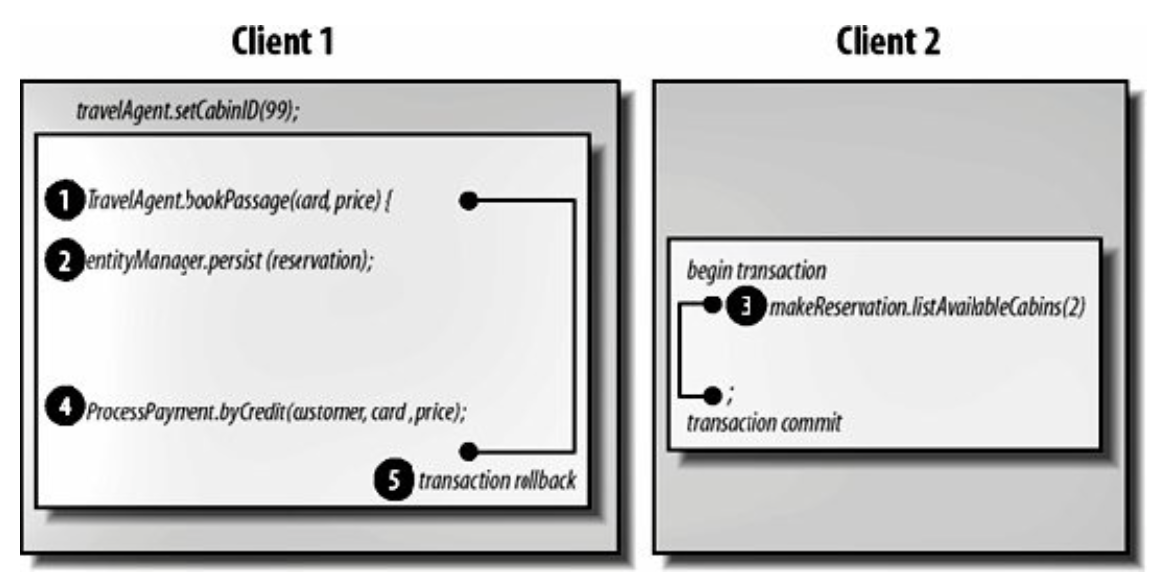 Client 1
Client 2
travelAgent.setCabinID(99);
1 TravelAgent.bookPassage(card, price) {
2 entityManager.persist (reservation);
4 ProcessPayment.byCredit(customer, card ,price);
5 transaction rollback
begin transaction
3 makeReservation.listAvailableCabins(2)
;
transaction commit